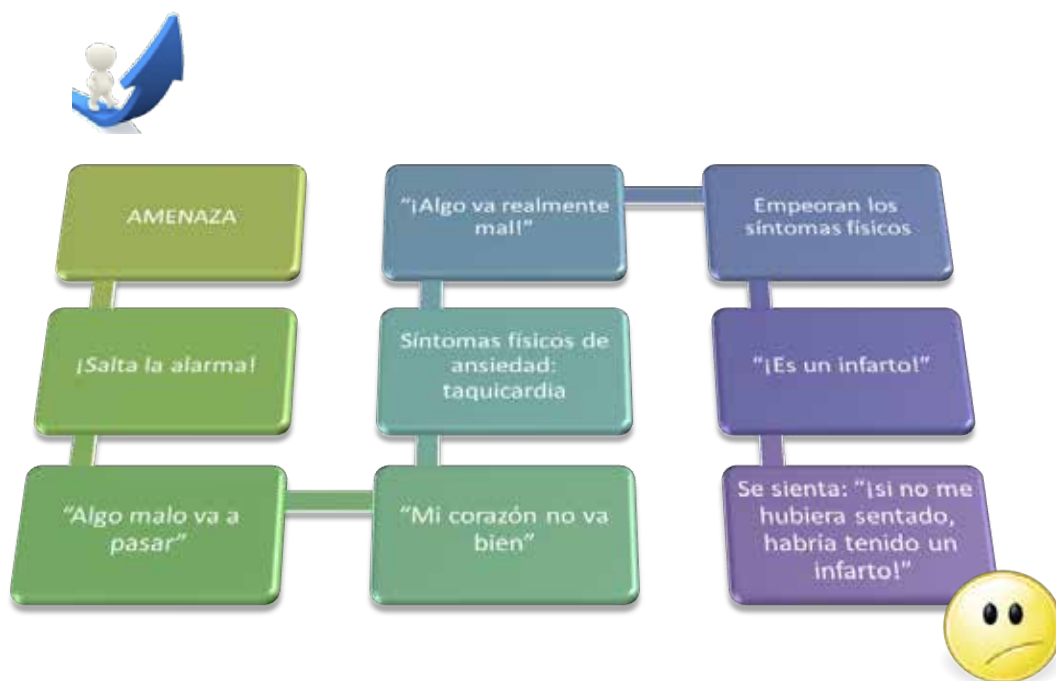 AMENAZA
¡Salta la alarma!
"Algo malo va a
pasar"
"Mi corazón no va
bien"
Síntomas físicos de
ansiedad:
taquicardia
"¡Algo va realmente
mal!"
Empeoran los
síntomas físicos
"¡Es un infarto!"
Se sienta: "¡si no me
hubiera sentado,
habría tenido un
infarto!"